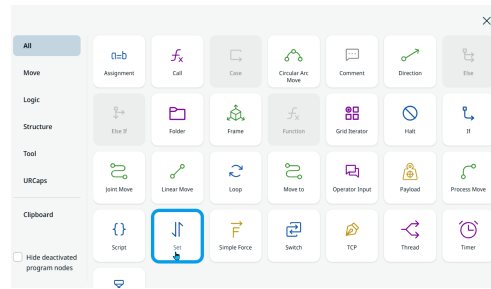 All
Move
Logic
Structure
Tool
URCaps
Clipboard
Hide deactivated
program nodes
Assignment
Call
Case
Circular Arc
Move
Comment
Direction
Else
Else If
Folder
Frame
Function
Grid Iterator
Halt
If
Joint Move
Linear Move
Loop
Move to
Operator Input
Payload
Process Move
Script
Set
Simple Force
Switch
TCP
Thread
Timer